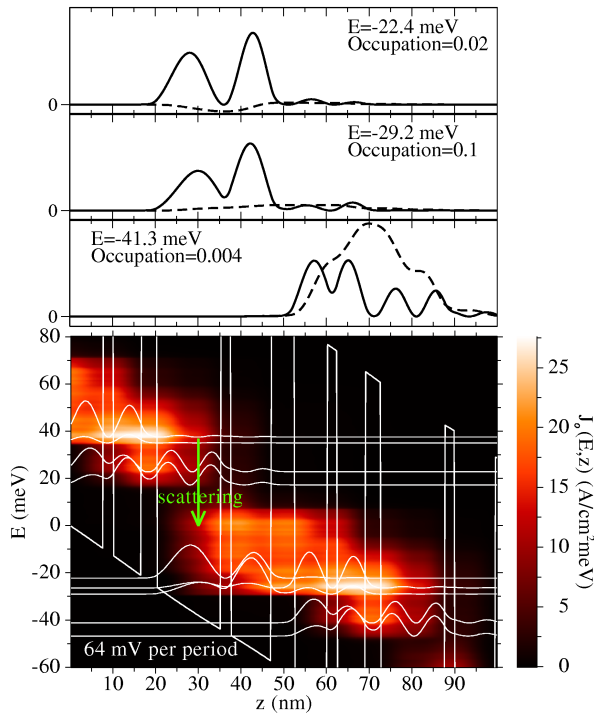 E=-22.4 meV
Occupation=0.02
0
E=-29.2 meV
Occupation=0.1
0
E=-41.3 meV
Occupation=0.004
0
80
60
40
20
0
-20
-40
-60
E (meV)
scattering
64 mV per period
10 20 30 40 50 60 70 80 90
z (nm)
25
20
15
10
5
0
J₀(E,z) (A/cm²meV)